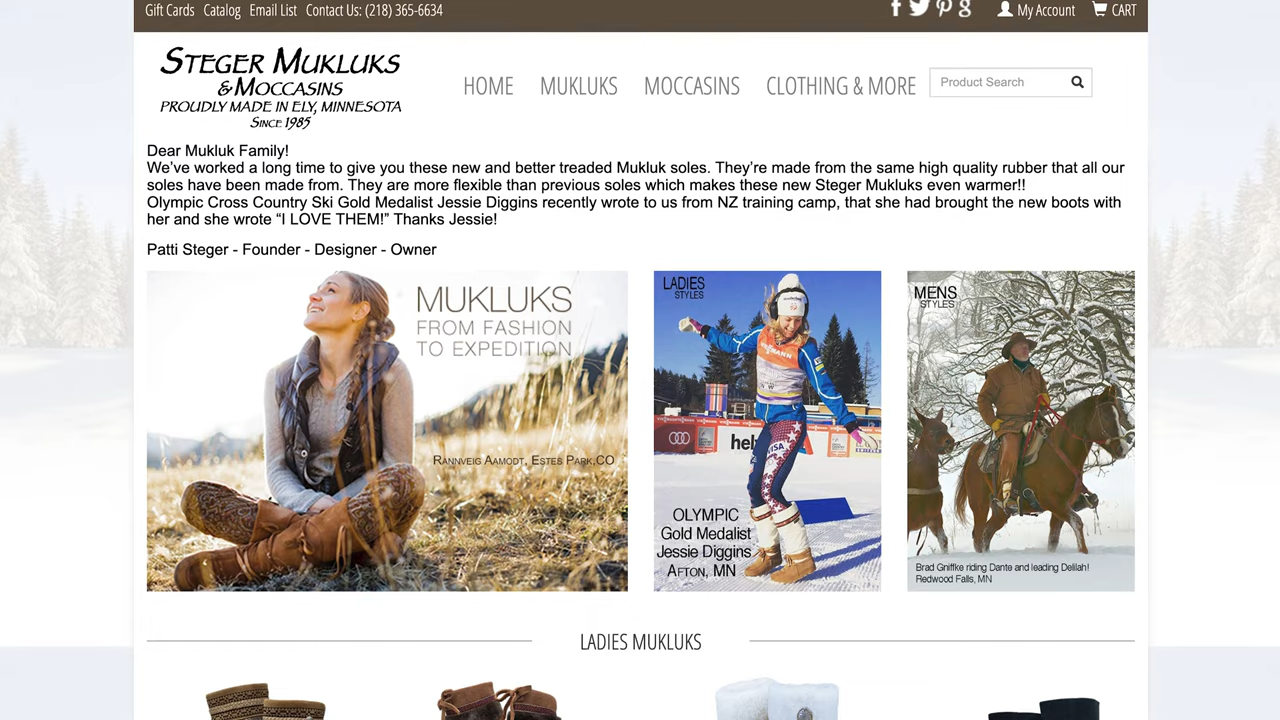 Gift Cards Catalog Email List Contact Us: (218) 365-6634
My Account CART
STEGER MUKLUKS
& MOCCASINS
PROUDLY MADE IN ELY, MINNESOTA
SINCE 1985
HOME MUKLUKS MOCCASINS CLOTHING & MORE
Product Search
Dear Mukluk Family!
We’ve worked a long time to give you these new and better treaded Mukluk soles. They’re made from the same high quality rubber that all our
soles have been made from. They are more flexible than previous soles which makes these new Steger Mukluks even warmer!!
Olympic Cross Country Ski Gold Medalist Jessie Diggins recently wrote to us from NZ training camp, that she had brought the new boots with
her and she wrote “I LOVE THEM!” Thanks Jessie!
Patti Steger - Founder - Designer - Owner
MUKLUKS
FROM FASHION
TO EXPEDITION
RANNVEIG AAMODT, ESTES PARK,CO
LADIES
STYLES
VISA
OLYMPIC
Gold Medalist
Jessie Diggins
AFTON, MN
MENS
STYLES
Brad Gniffke riding Dante and leading Delilah!
Redwood Falls, MN
LADIES MUKLUKS